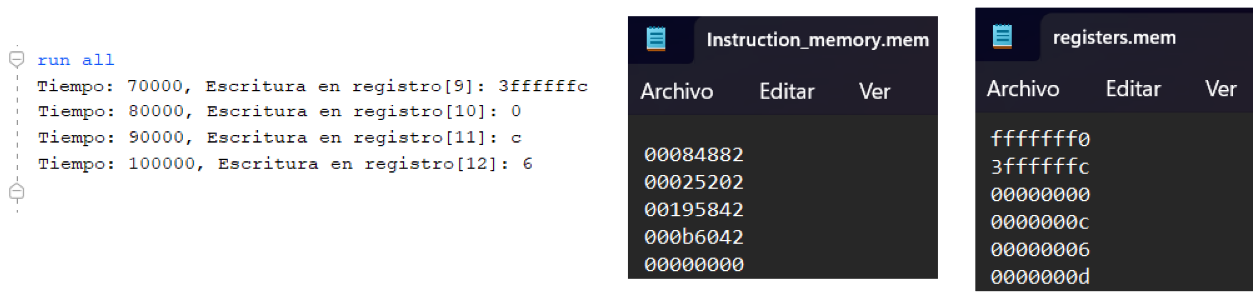 run all
Tiempo: 70000, Escritura en registro[9]: 3ffffffc
Tiempo: 80000, Escritura en registro[10]: 0
Tiempo: 90000, Escritura en registro[11]: c
Tiempo: 100000, Escritura en registro[12]: 6
Instruction_memory.mem
Archivo Editar Ver
00084882
00025202
00195842
000b6042
00000000
registers.mem
Archivo Editar Ver
fffffff0
3ffffffc
00000000
0000000c
00000006
0000000d